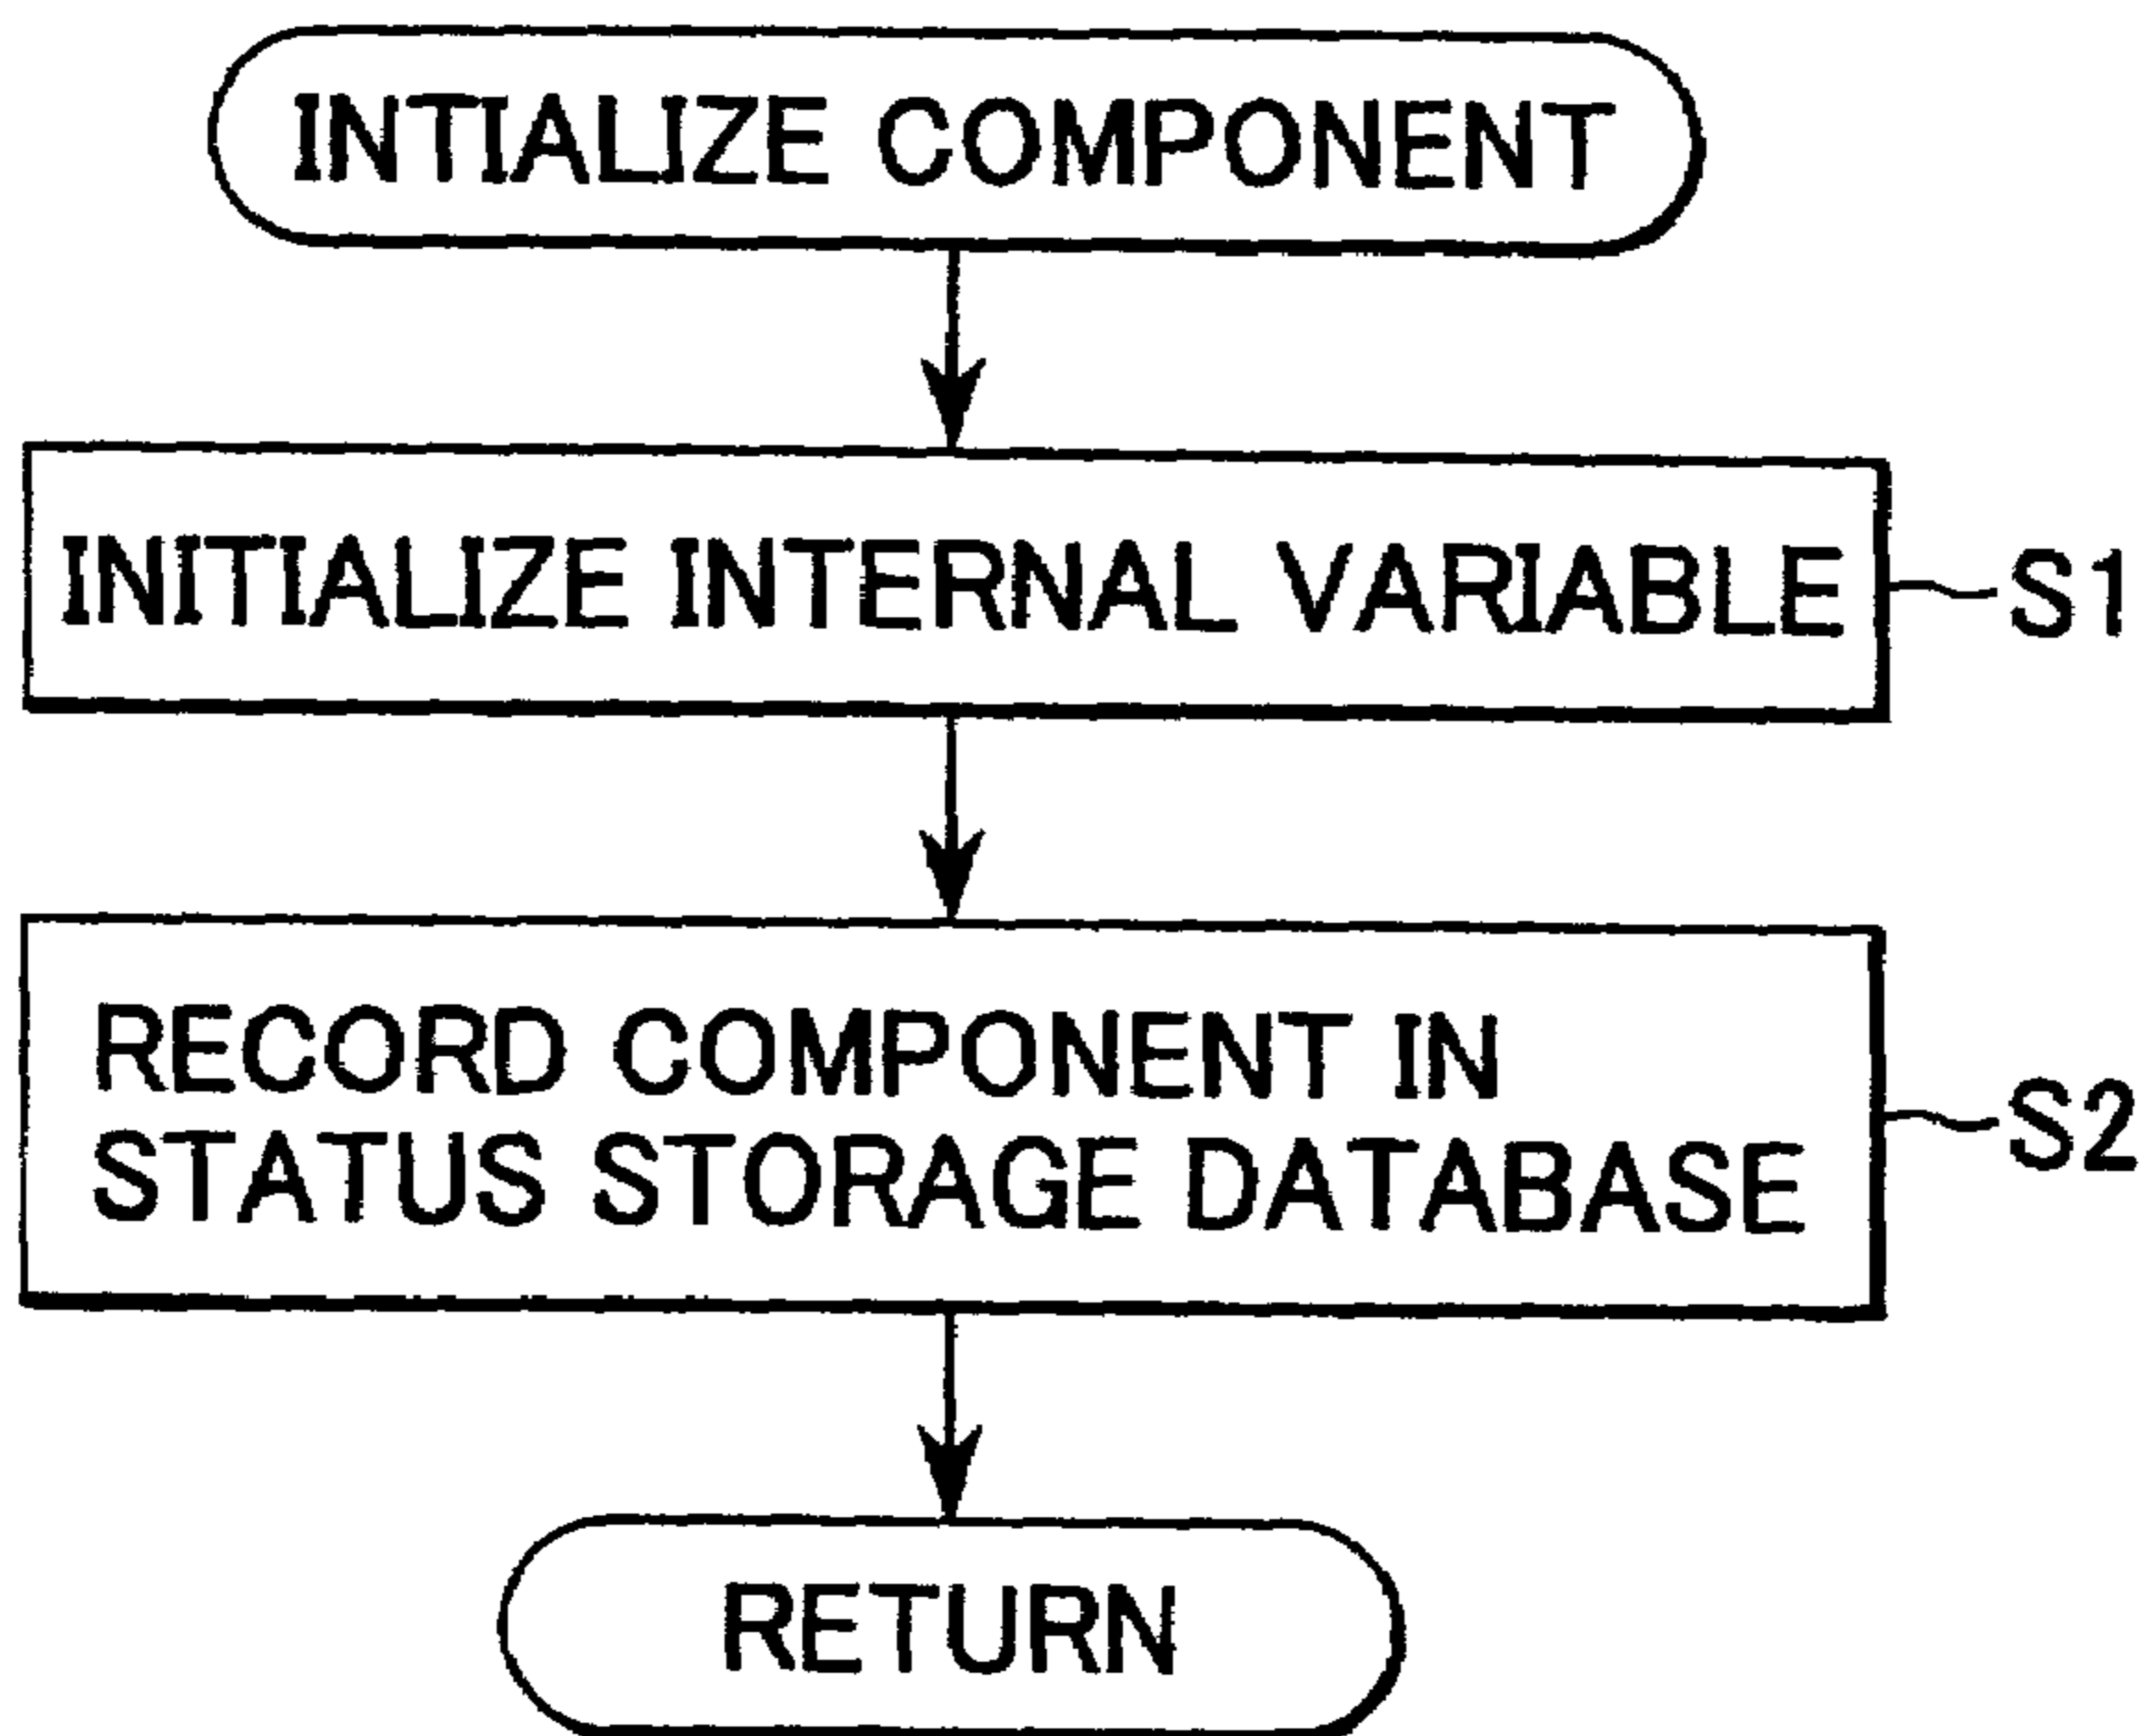 INTIALIZE COMPONENT
INITIALIZE INTERNAL VARIABLE
S1
RECORD COMPONENT IN
STATUS STORAGE DATABASE
S2
RETURN